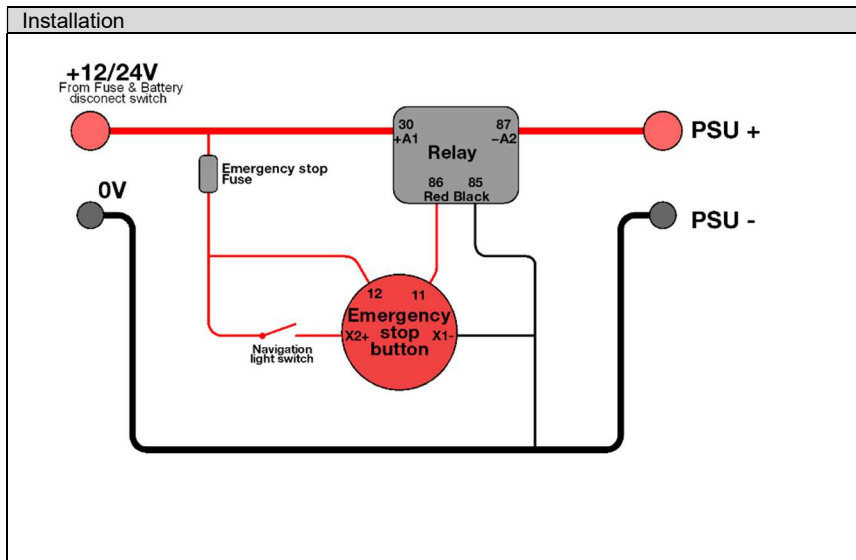 Installation
+12/24V
From Fuse & Battery
disconect switch
30
87
+A1
-A2
Relay
PSU +
Emergency stop
Fuse
86 85
Red Black
0V
PSU -
12 11
Emergency
stop
button
X2+
X1-
Navigation
light switch